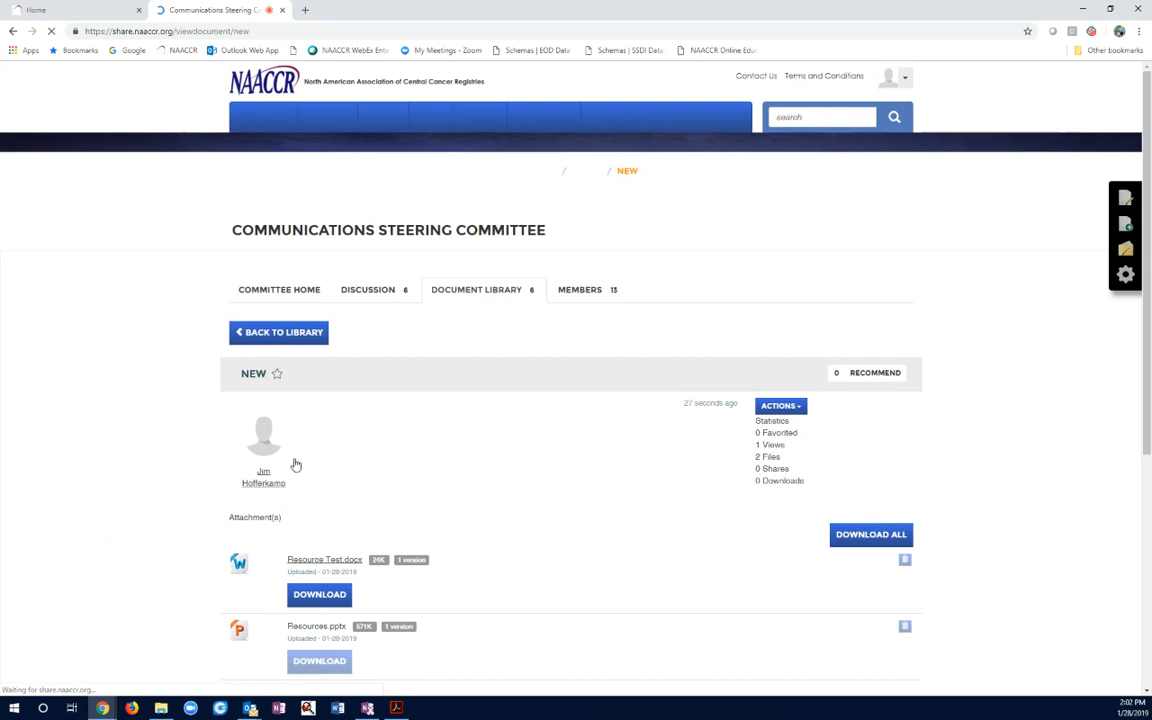 Home
Communications Steering C
https://share.naaccr.org/viewdocument/new
Apps Bookmarks Google NAACCR Outlook Web App NAACCR WebEx Ente My Meetings - Zoom Schemas | EOD Data Schemas | SSDI Data NAACCR Online Educ Other bookmarks
NAACCR North American Association of Central Cancer Registries
Contact Us Terms and Conditions
search
/ / NEW
COMMUNICATIONS STEERING COMMITTEE
COMMITTEE HOME DISCUSSION 6 DOCUMENT LIBRARY 6 MEMBERS 13
BACK TO LIBRARY
NEW
0 RECOMMEND
27 seconds ago
ACTIONS
Statistics
0 Favorited
1 Views
2 Files
0 Shares
0 Downloads
Jim
Hofferkamp
Attachment(s)
DOWNLOAD ALL
Resource Test.docx 24K 1 version
Uploaded - 01-28-2019
DOWNLOAD
Resources.pptx 571K 1 version
Uploaded - 01-28-2019
DOWNLOAD
Waiting for share.naaccr.org...
2:02 PM
1/28/2019